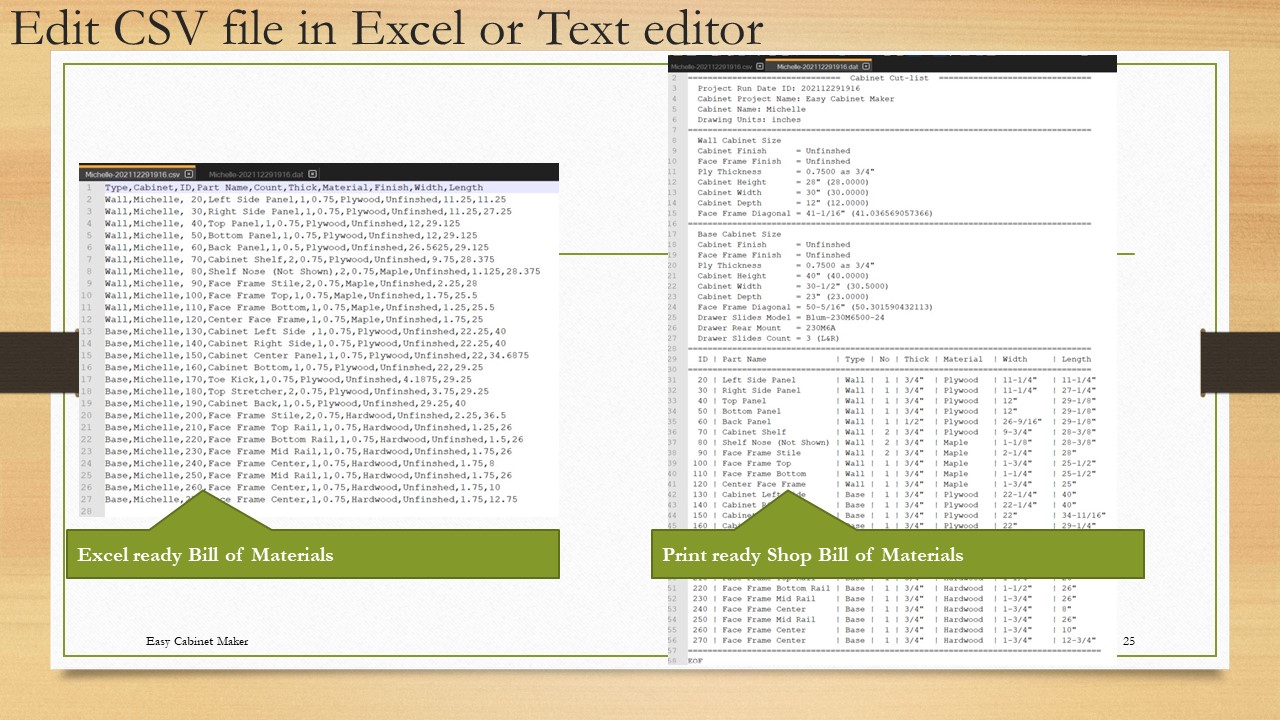 Edit CSV file in Excel or Text editor
Michelle-202112291916.csv Michelle-202112291916.dat
1 Type,Cabinet,ID,Part Name,Count,Thick,Material,Finish,Width,Length
2 Wall,Michelle, 20,Left Side Panel,1,0.75,Plywood,Unfinshed,11.25,11.25
3 Wall,Michelle, 30,Right Side Panel,1,0.75,Plywood,Unfinshed,11.25,27.25
4 Wall,Michelle, 40,Top Panel,1,0.75,Plywood,Unfinshed,12,29.125
5 Wall,Michelle, 50,Bottom Panel,1,0.75,Plywood,Unfinshed,12,29.125
6 Wall,Michelle, 60,Back Panel,1,0.5,Plywood,Unfinshed,26.5625,29.125
7 Wall,Michelle, 70,Cabinet Shelf,2,0.75,Plywood,Unfinshed,9.75,28.375
8 Wall,Michelle, 80,Shelf Nose (Not Shown),2,0.75,Maple,Unfinshed,1.125,28.375
9 Wall,Michelle, 90,Face Frame Stile,2,0.75,Maple,Unfinshed,2.25,28
10 Wall,Michelle,100,Face Frame Top,1,0.75,Maple,Unfinshed,1.75,25.5
11 Wall,Michelle,110,Face Frame Bottom,1,0.75,Maple,Unfinshed,1.25,25.5
12 Wall,Michelle,120,Center Face Frame,1,0.75,Maple,Unfinshed,1.75,25
13 Base,Michelle,130,Cabinet Left Side ,1,0.75,Plywood,Unfinshed,22.25,40
14 Base,Michelle,140,Cabinet Right Side,1,0.75,Plywood,Unfinshed,22.25,40
15 Base,Michelle,150,Cabinet Center Panel,1,0.75,Plywood,Unfinshed,22,34.6875
16 Base,Michelle,160,Cabinet Bottom,1,0.75,Plywood,Unfinshed,22,29.25
17 Base,Michelle,170,Toe Kick,1,0.75,Plywood,Unfinshed,4.1875,29.25
18 Base,Michelle,180,Top Stretcher,2,0.75,Plywood,Unfinshed,3.75,29.25
19 Base,Michelle,190,Cabinet Back,1,0.5,Plywood,Unfinshed,29.25,40
20 Base,Michelle,200,Face Frame Stile,2,0.75,Hardwood,Unfinshed,2.25,36.5
21 Base,Michelle,210,Face Frame Top Rail,1,0.75,Hardwood,Unfinshed,1.25,26
22 Base,Michelle,220,Face Frame Bottom Rail,1,0.75,Hardwood,Unfinshed,1.5,26
23 Base,Michelle,230,Face Frame Mid Rail,1,0.75,Hardwood,Unfinshed,1.75,26
24 Base,Michelle,240,Face Frame Center,1,0.75,Hardwood,Unfinshed,1.75,8
25 Base,Michelle,250,Face Frame Mid Rail,1,0.75,Hardwood,Unfinshed,1.75,26
26 Base,Michelle,260,Face Frame Center,1,0.75,Hardwood,Unfinshed,1.75,10
27 Base,Michelle, Frame Center,1,0.75,Hardwood,Unfinshed,1.75,12.75
28
Excel ready Bill of Materials
Michelle-202112291916.csv Michelle-202112291916.dat
2 ============================= Cabinet Cut-list =============================
3 Project Run Date ID: 202112291916
4 Cabinet Project Name: Easy Cabinet Maker
5 Cabinet Name: Michelle
6 Drawing Units: inches
7 ================================================================================
8 Wall Cabinet Size
9 Cabinet Finish = Unfinshed
10 Face Frame Finish = Unfinshed
11 Ply Thickness = 0.7500 as 3/4"
12 Cabinet Height = 28" (28.0000)
13 Cabinet Width = 30" (30.0000)
14 Cabinet Depth = 12" (12.0000)
15 Face Frame Diagonal = 41-1/16" (41.036569057366)
16 ================================================================================
17 Base Cabinet Size
18 Cabinet Finish = Unfinshed
19 Face Frame Finish = Unfinshed
20 Ply Thickness = 0.7500 as 3/4"
21 Cabinet Height = 40" (40.0000)
22 Cabinet Width = 30-1/2" (30.5000)
23 Cabinet Depth = 23" (23.0000)
24 Face Frame Diagonal = 50-5/16" (50.301590432113)
25 Drawer Slides Model = Blum-230M6500-24
26 Drawer Rear Mount = 230M6A
27 Drawer Slides Count = 3 (L&R)
28 ================================================================================
29 ID | Part Name | Type | No | Thick | Material | Width | Length
30 ================================================================================
31 20 | Left Side Panel | Wall | 1 | 3/4" | Plywood | 11-1/4" | 11-1/4"
32 30 | Right Side Panel | Wall | 1 | 3/4" | Plywood | 11-1/4" | 27-1/4"
33 40 | Top Panel | Wall | 1 | 3/4" | Plywood | 12" | 29-1/8"
34 50 | Bottom Panel | Wall | 1 | 3/4" | Plywood | 12" | 29-1/8"
35 60 | Back Panel | Wall | 1 | 1/2" | Plywood | 26-9/16" | 29-1/8"
36 70 | Cabinet Shelf | Wall | 2 | 3/4" | Plywood | 9-3/4" | 28-3/8"
37 80 | Shelf Nose (Not Shown) | Wall | 2 | 3/4" | Maple | 1-1/8" | 28-3/8"
38 90 | Face Frame Stile | Wall | 2 | 3/4" | Maple | 2-1/4" | 28"
39 100 | Face Frame Top | Wall | 1 | 3/4" | Maple | 1-3/4" | 25-1/2"
40 110 | Face Frame Bottom | Wall | 1 | 3/4" | Maple | 1-1/4" | 25-1/2"
41 120 | Center Face Frame | Wall | 1 | 3/4" | Maple | 1-3/4" | 25"
42 130 | Cabinet | Base | 1 | 3/4" | Plywood | 22-1/4" | 40"
43 140 | Cabinet | Base | 1 | 3/4" | Plywood | 22-1/4" | 40"
44 150 | Base | 1 | 3/4" | Plywood | 22" | 34-11/16"
45 160 | Base | 1 | 3/4" | Plywood | 22" | 29-1/4"
Print ready Shop Bill of Materials
51 220 | Face Frame Bottom Rail | Base | 1 | 3/4" | Hardwood | 1-1/2" | 26"
52 230 | Face Frame Mid Rail | Base | 1 | 3/4" | Hardwood | 1-3/4" | 26"
53 240 | Face Frame Center | Base | 1 | 3/4" | Hardwood | 1-3/4" | 8"
54 250 | Face Frame Mid Rail | Base | 1 | 3/4" | Hardwood | 1-3/4" | 26"
55 260 | Face Frame Center | Base | 1 | 3/4" | Hardwood | 1-3/4" | 10"
56 270 | Face Frame Center | Base | 1 | 3/4" | Hardwood | 1-3/4" | 12-3/4"
57 ==================================================================================
58 EOF
Easy Cabinet Maker
25